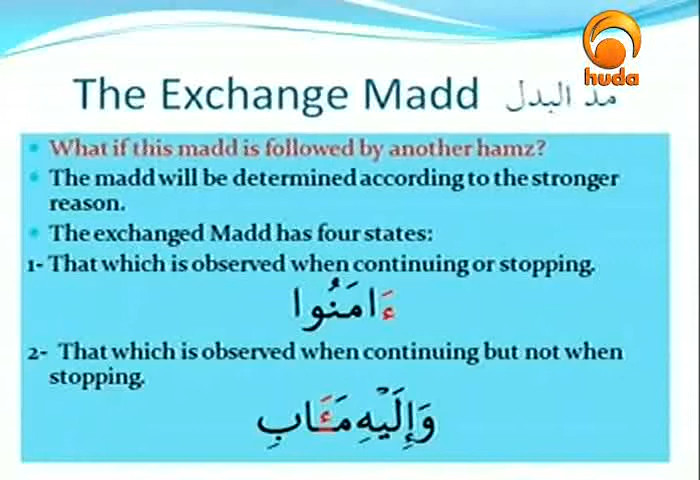 huda
The Exchange Madd مد البدل
What if this madd is followed by another hamz?
The madd will be determined according to the stronger
reason.
The exchanged Madd has four states:
1- That which is observed when continuing or stopping.
ءَامَنُوا
2- That which is observed when continuing but not when
stopping.
وَإِلَيْهِ مَـَٔابِ